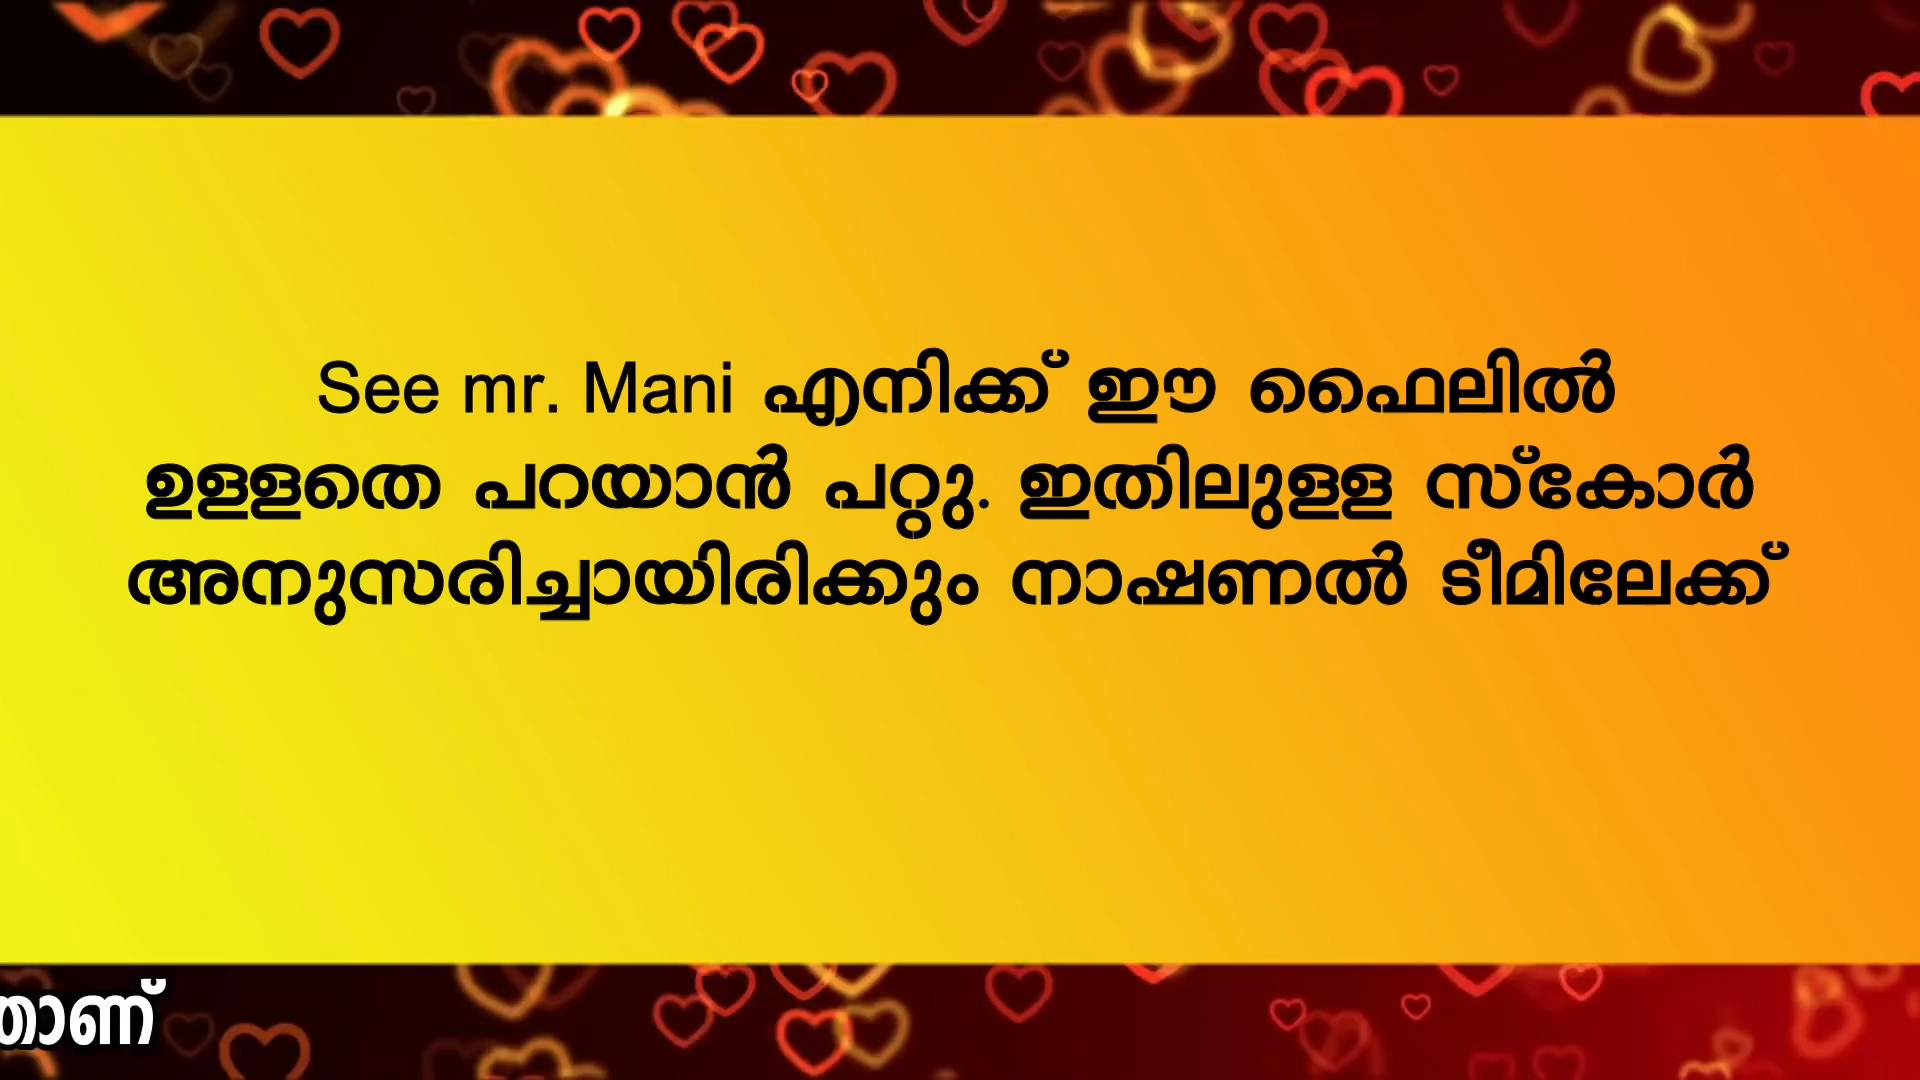 See mr. Mani എനിക്ക് ഈ ഫൈലിൽ
ഉള്ളതെ പറയാൻ പറ്റു. ഇതിലുള്ള സ്കോർ
അനുസരിച്ചായിരിക്കും നാഷണൽ ടീമിലേക്ക്
താണ്